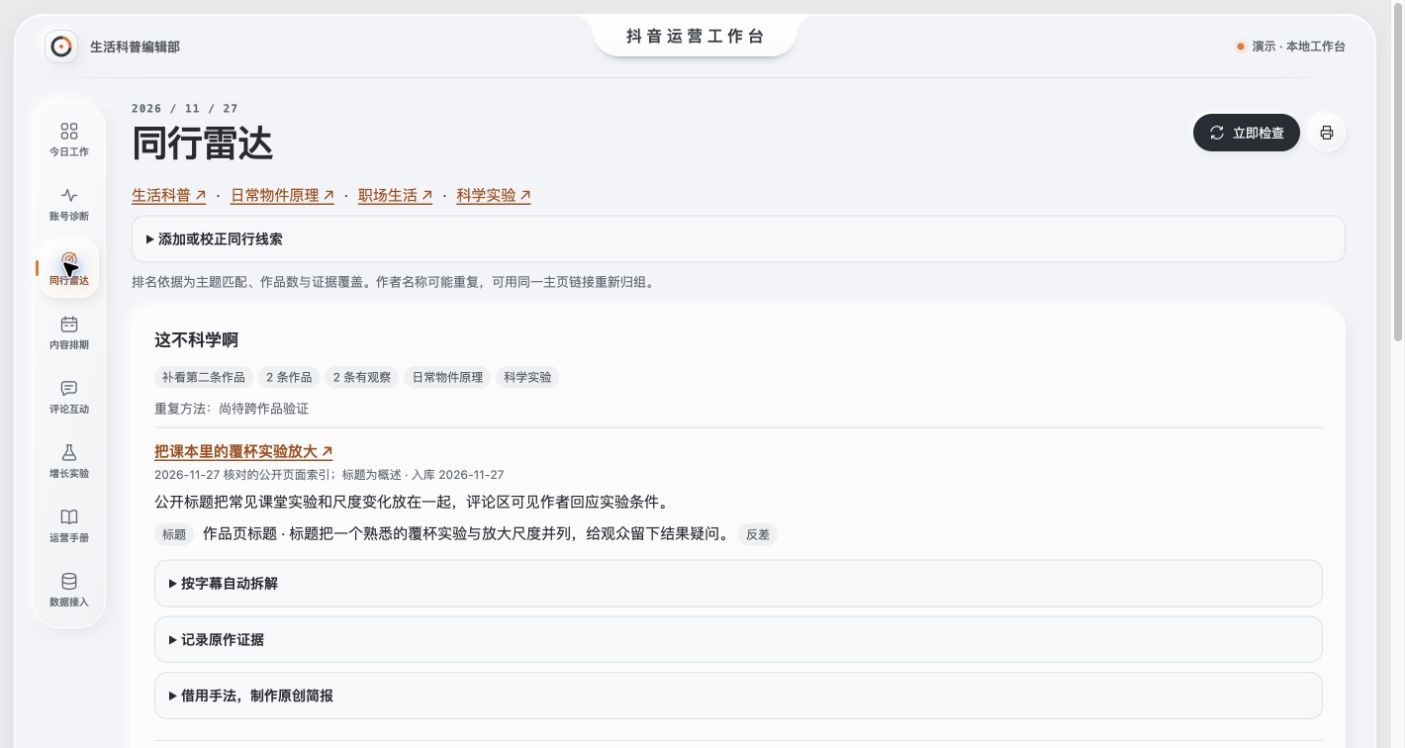 抖音运营工作台
生活科普编辑部
演示 · 本地工作台
今日工作
账号诊断
同行雷达
内容排期
评论互动
增长实验
运营手册
数据接入
2026 / 11 / 27
同行雷达
立即检查
生活科普 ↗ · 日常物件原理 ↗ · 职场生活 ↗ · 科学实验 ↗
▶ 添加或校正同行线索
排名依据为主题匹配、作品数与证据覆盖。作者名称可能重复，可用同一主页链接重新归组。
这不科学啊
补看第二条作品 2 条作品 2 条有观察 日常物件原理 科学实验
重复方法：尚待跨作品验证
把课本里的覆杯实验放大 ↗
2026-11-27 核对的公开页面索引；标题为概述 · 入库 2026-11-27
公开标题把常见课堂实验和尺度变化放在一起，评论区可见作者回应实验条件。
标题 作品页标题 · 标题把一个熟悉的覆杯实验与放大尺度并列，给观众留下结果疑问。 反差
▶ 按字幕自动拆解
▶ 记录原作证据
▶ 借用手法，制作原创简报